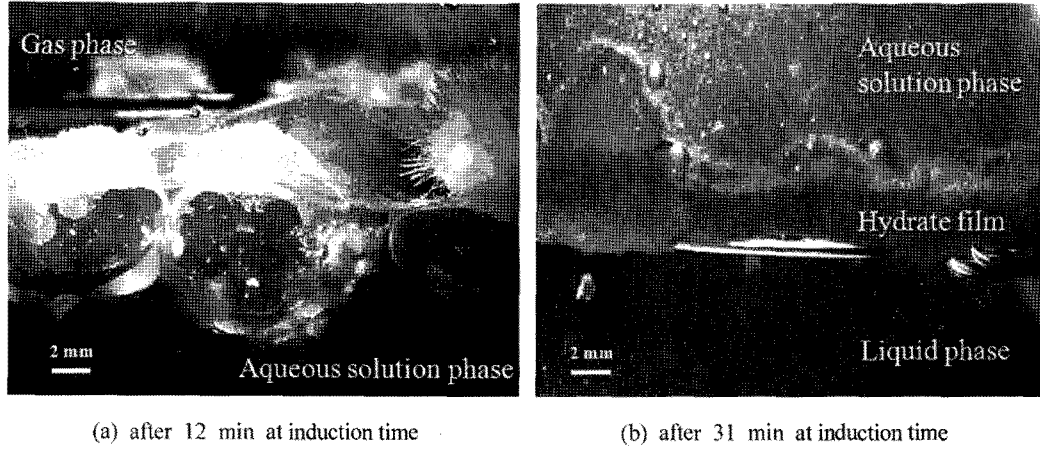 Gas phase
2 mm
Aqueous solution phase
(a) after 12 min at induction time
Aqueous
solution phase
Hydrate film
2 mm
Liquid phase
(b) after 31 min at induction time